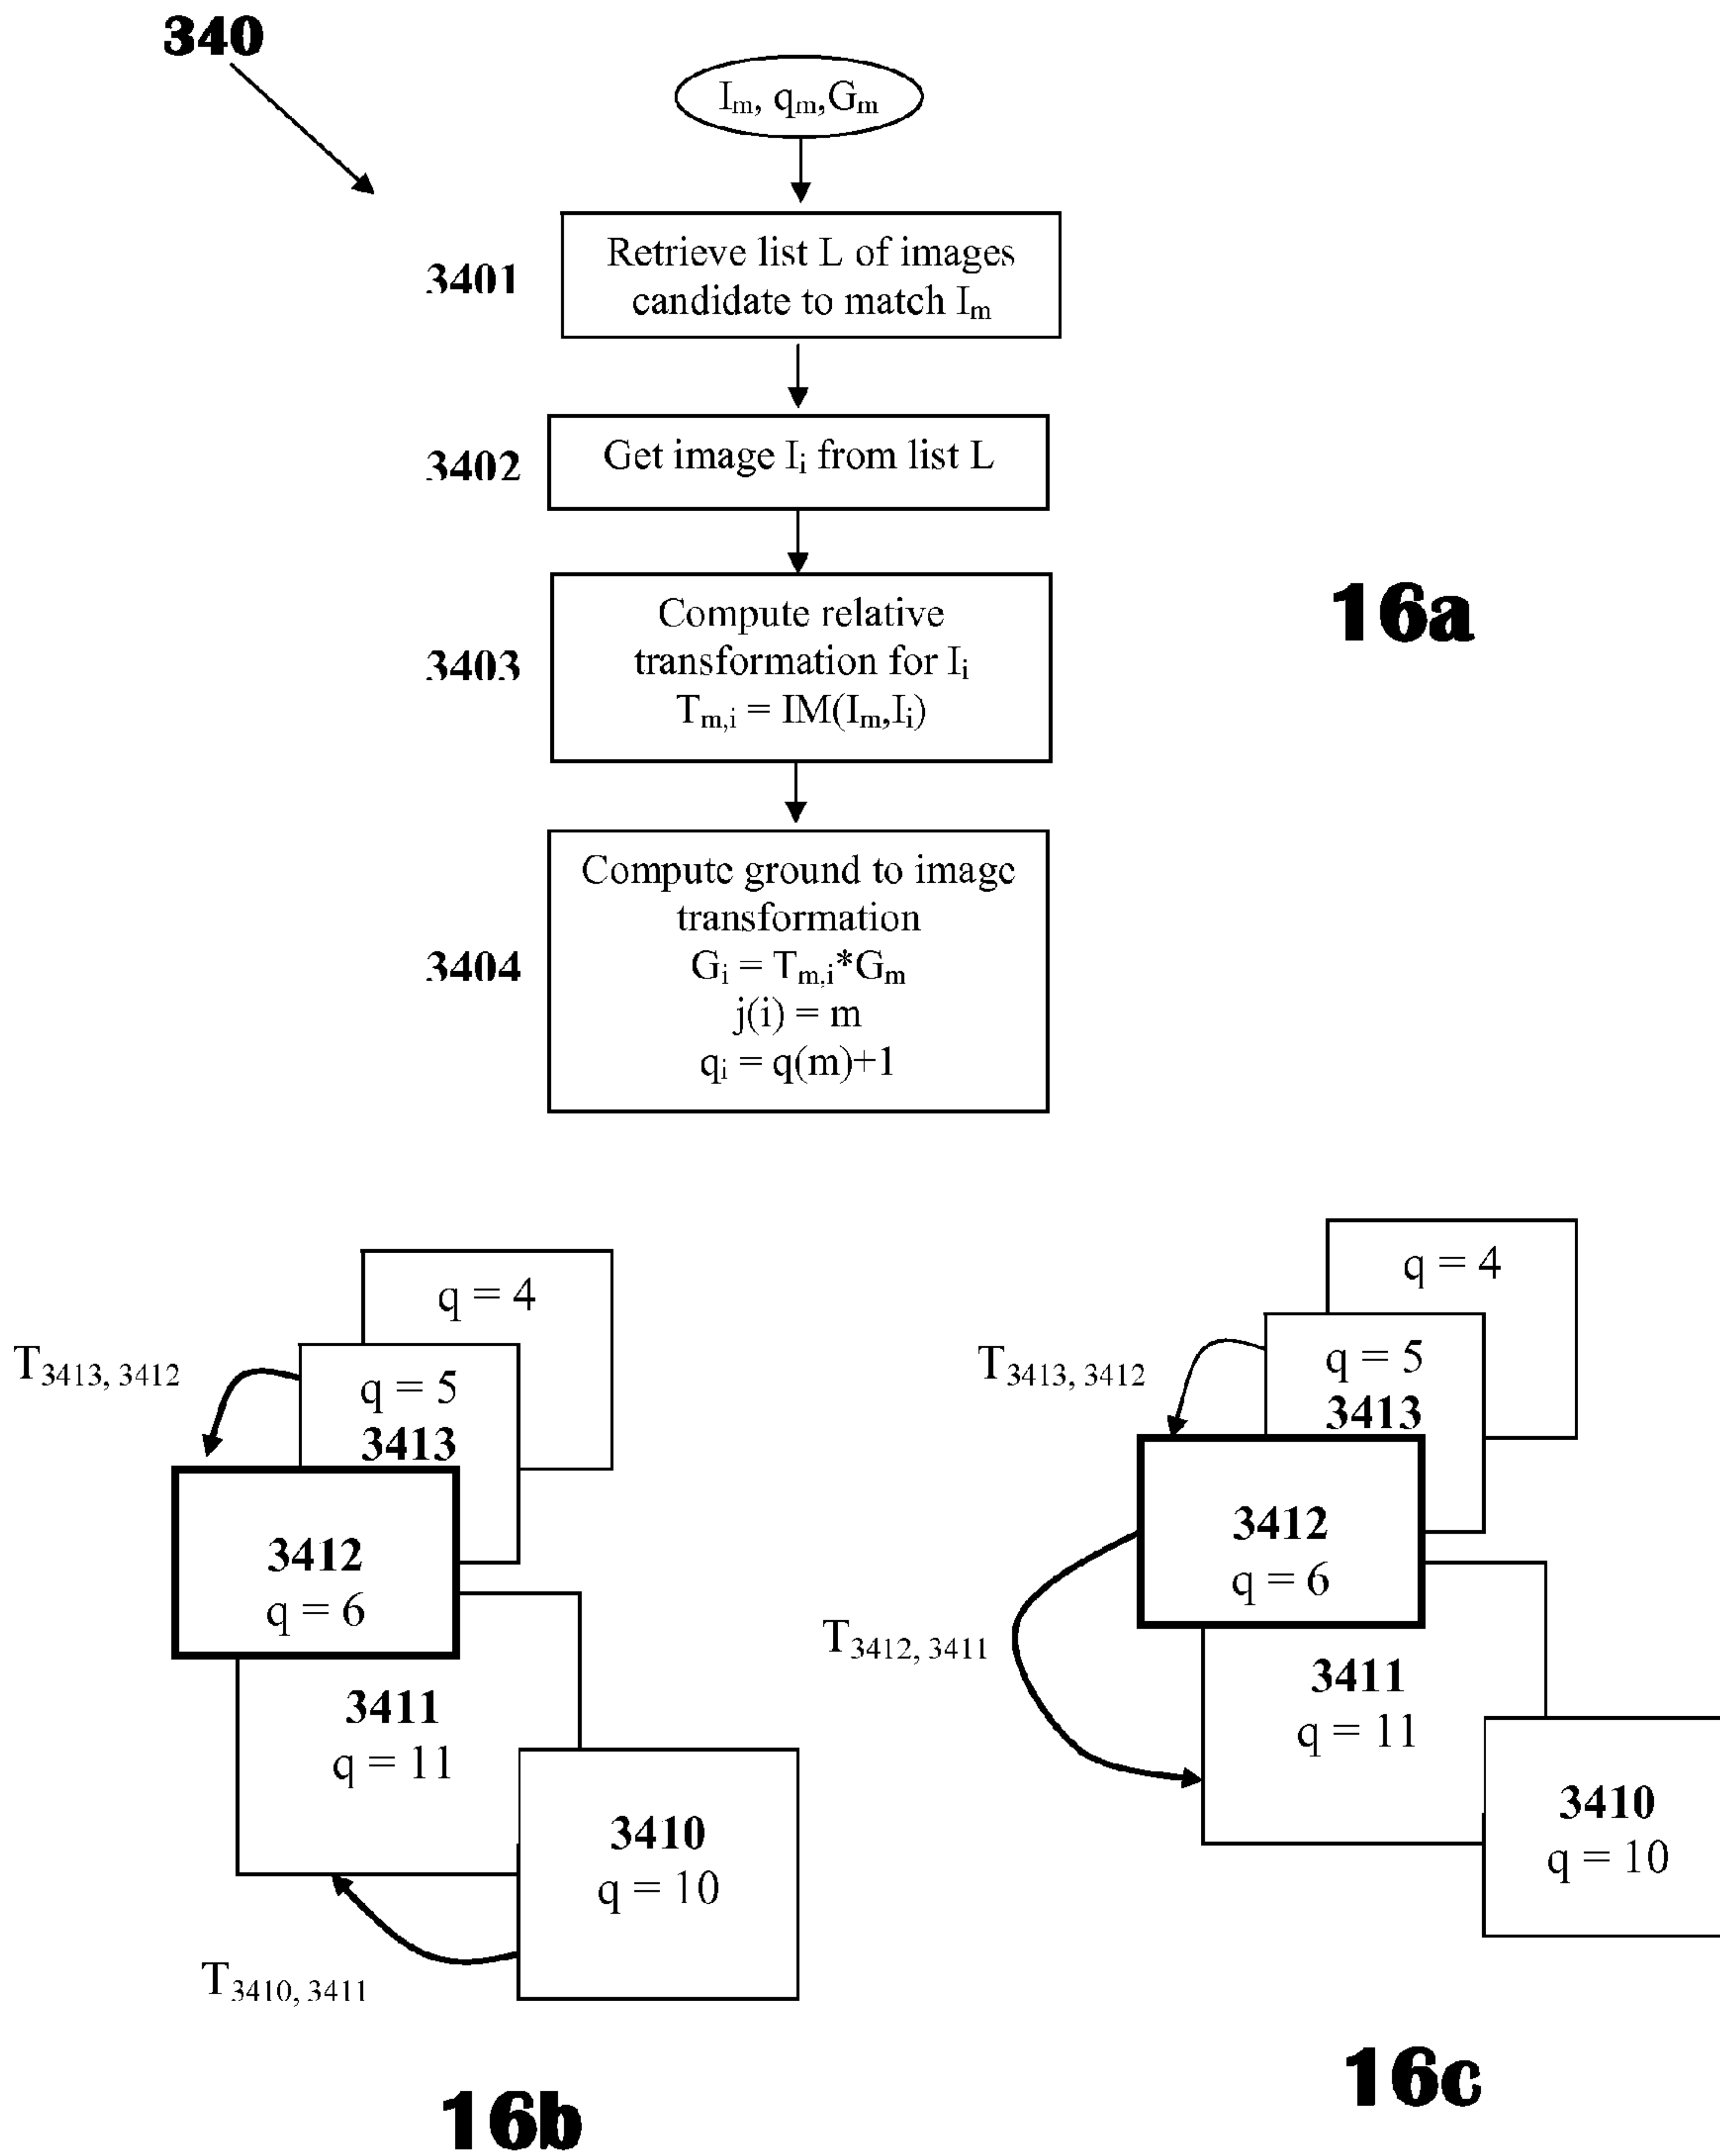 340
Iₘ, qₘ,Gₘ
3401
Retrieve list L of images
candidate to match Iₘ
3402
Get image Iᵢ from list L
3403
Compute relative
transformation for Iᵢ
Tₘ,ᵢ = IM(Iₘ,Iᵢ)
16a
3404
Compute ground to image
transformation
Gᵢ = Tₘ,ᵢ*Gₘ
j(i) = m
qᵢ = q(m)+1
q = 4
T₃₄₁₃, ₃₄₁₂
q = 5
3413
3412
q = 6
3411
q = 11
3410
q = 10
T₃₄₁₀, ₃₄₁₁
16b
q = 4
T₃₄₁₃, ₃₄₁₂
q = 5
3413
3412
q = 6
T₃₄₁₂, ₃₄₁₁
3411
q = 11
3410
q = 10
16c